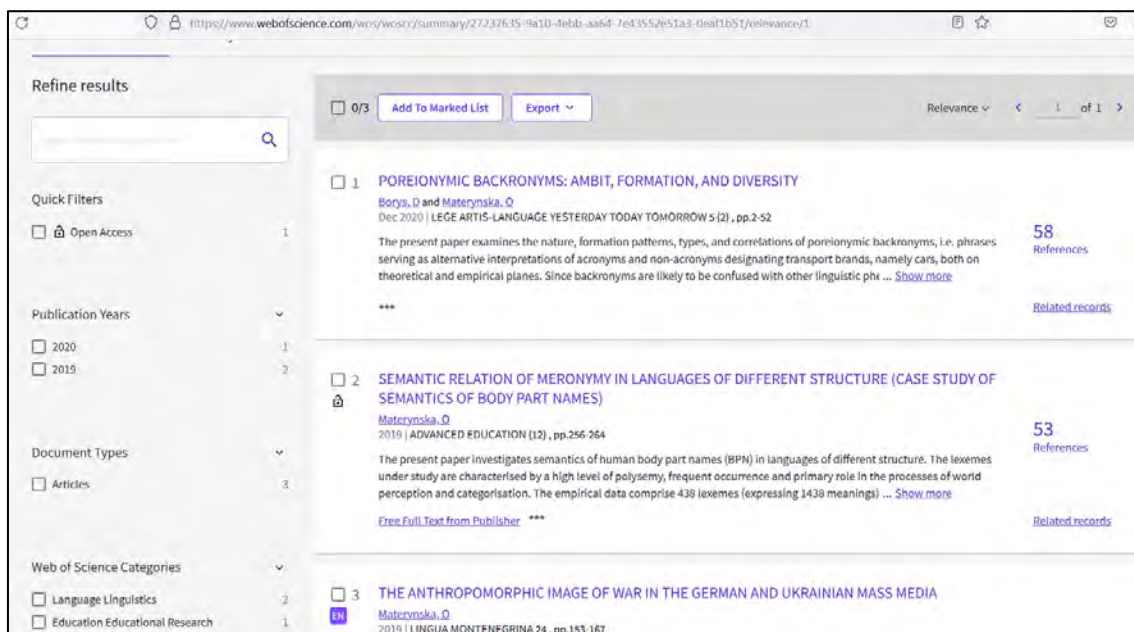 https://www.webofscience.com/wos/woscc/summary/27237635-9a10-4ebb-aa64-7e43552e51a3-0eaf1b51/relevance/1
Refine results
Quick Filters
Open Access 1
Publication Years
2020 1
2019 2
Document Types
Articles 3
Web of Science Categories
Language Linguistics 2
Education Educational Research 1
0/3 Add To Marked List Export Relevance 1 of 1
1 POREIONYMIC BACKRONYMS: AMBIT, FORMATION, AND DIVERSITY
Borys, D and Materynska, O
Dec 2020 | LEGE ARTIS-LANGUAGE YESTERDAY TODAY TOMORROW 5 (2) , pp.2-52
The present paper examines the nature, formation patterns, types, and correlations of poreionymic backronyms, i.e. phrases
serving as alternative interpretations of acronyms and non-acronyms designating transport brands, namely cars, both on
theoretical and empirical planes. Since backronyms are likely to be confused with other linguistic phe ... Show more
***
58
References
Related records
2 SEMANTIC RELATION OF MERONYMY IN LANGUAGES OF DIFFERENT STRUCTURE (CASE STUDY OF
SEMANTICS OF BODY PART NAMES)
Materynska, O
2019 | ADVANCED EDUCATION (12) , pp.256-264
The present paper investigates semantics of human body part names (BPN) in languages of different structure. The lexemes
under study are characterised by a high level of polysemy, frequent occurrence and primary role in the processes of world
perception and categorisation. The empirical data comprise 438 lexemes (expressing 1438 meanings) ... Show more
Free Full Text from Publisher ***
53
References
Related records
3 THE ANTHROPOMORPHIC IMAGE OF WAR IN THE GERMAN AND UKRAINIAN MASS MEDIA
EN
Materynska, O
2019 | LINGUA MONTENEGRINA 24 , pp.153-167